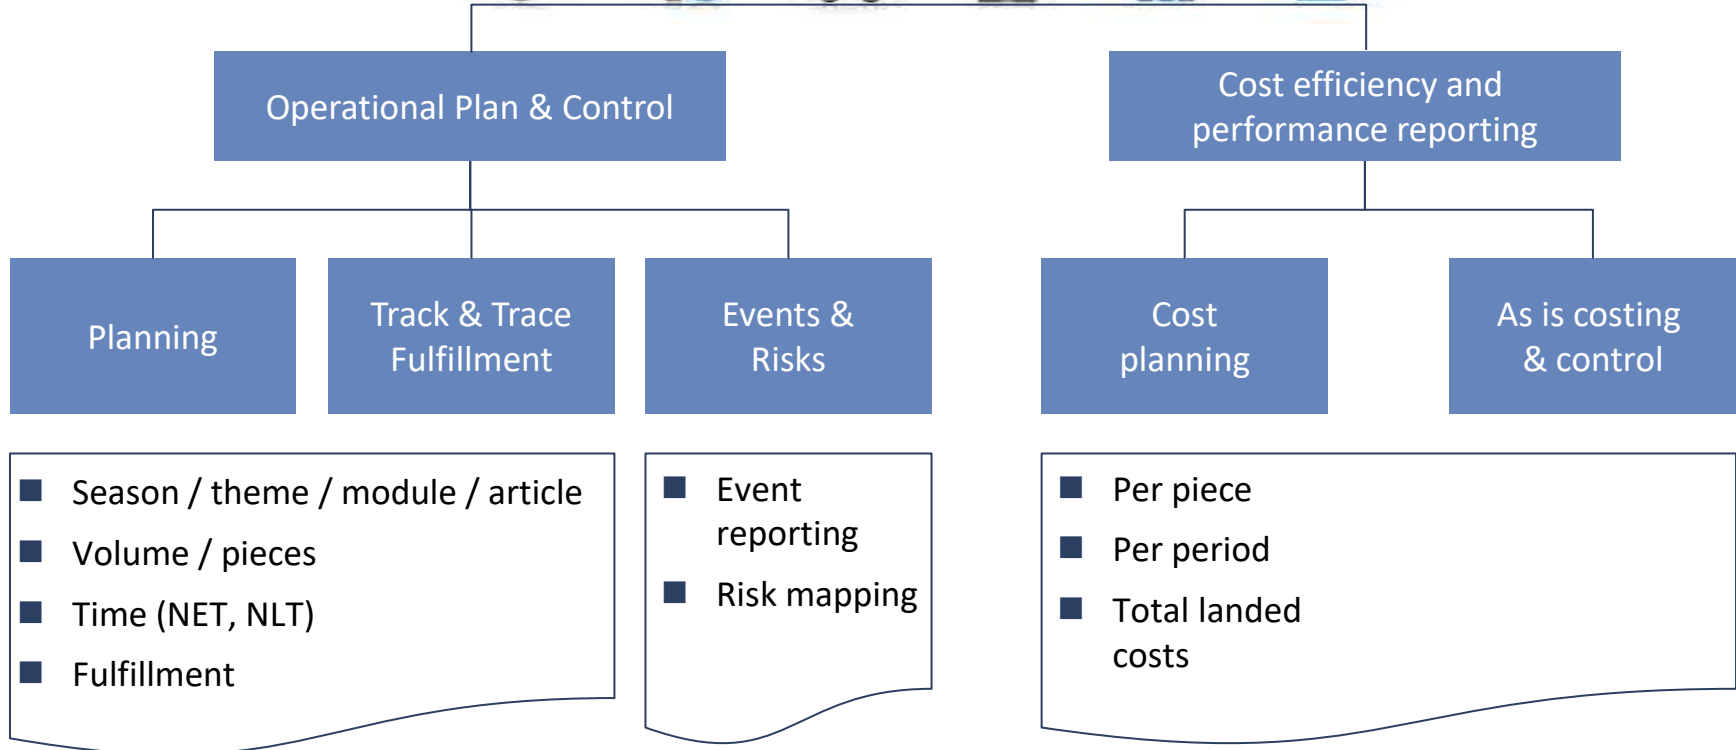 Operational Plan & Control
Cost efficiency and
performance reporting
Planning
Track & Trace
Fulfillment
Events &
Risks
Cost
planning
As is costing
& control
Season / theme / module / article
Volume / pieces
Time (NET, NLT)
Fulfillment
Event
reporting
Risk mapping
Per piece
Per period
Total landed
costs